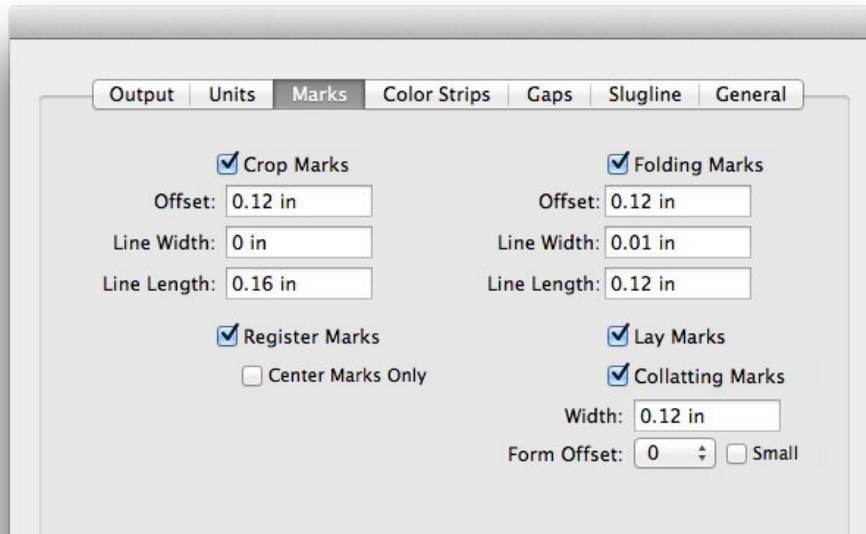 Output Units Marks Color Strips Gaps Slugline General
Crop Marks
Offset: 0.12 in
Line Width: 0 in
Line Length: 0.16 in
Register Marks
Center Marks Only
Folding Marks
Offset: 0.12 in
Line Width: 0.01 in
Line Length: 0.12 in
Lay Marks
Collatting Marks
Width: 0.12 in
Form Offset: 0 Small